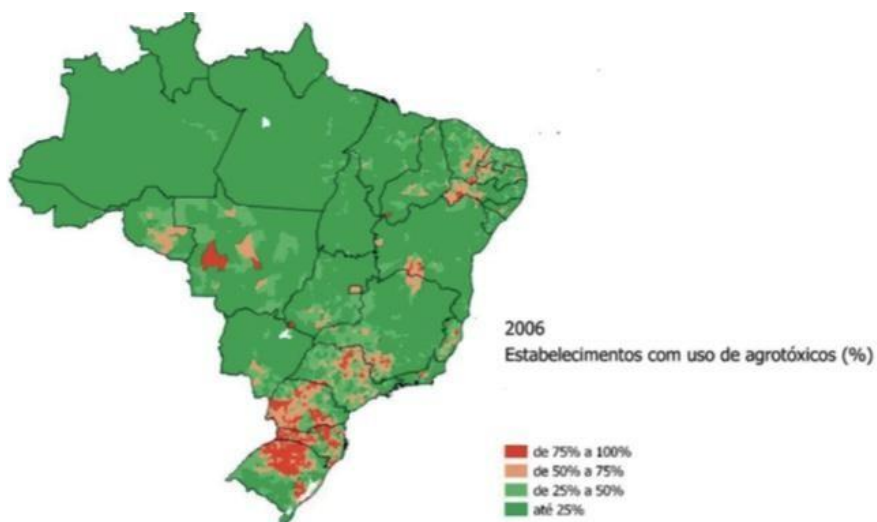 2006
Estabelecimentos com uso de agrotóxicos (%)
de 75% a 100%
de 50% a 75%
de 25% a 50%
até 25%